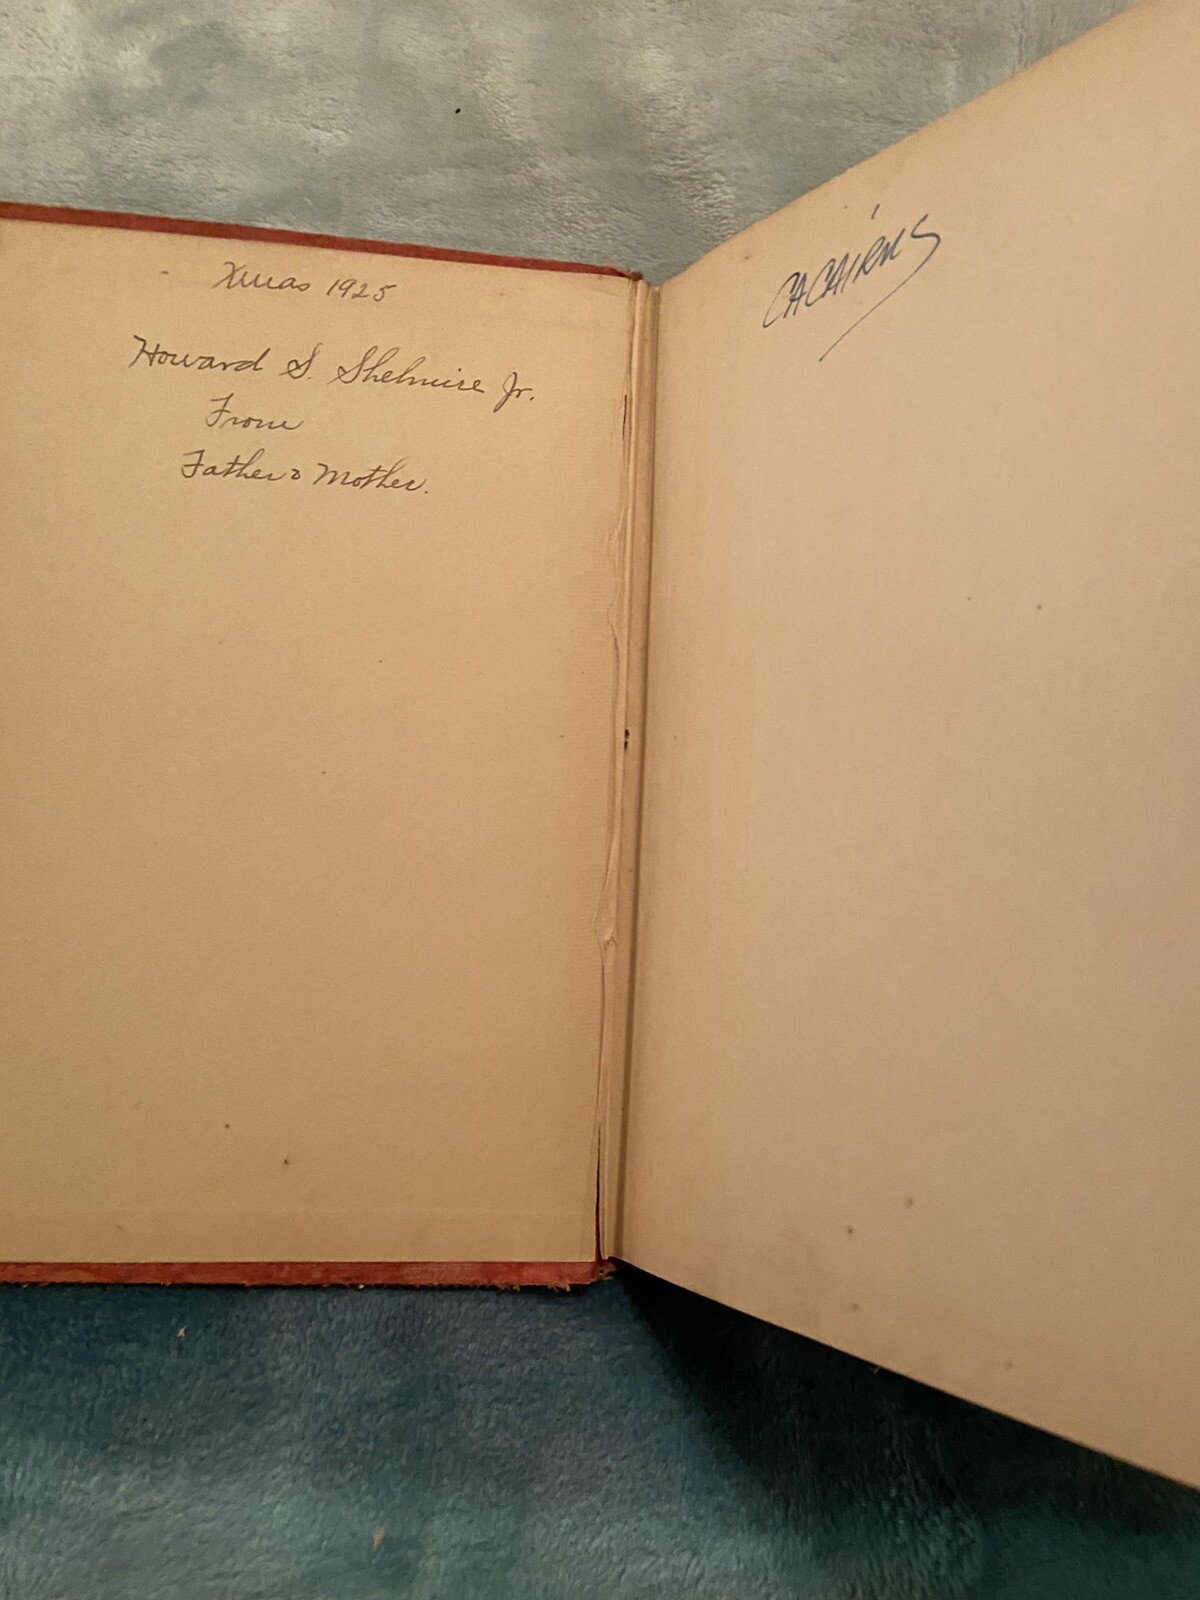 Xmas 1925
Howard S. Shelmire Jr.
From
Father & Mother.
CACAIRNS